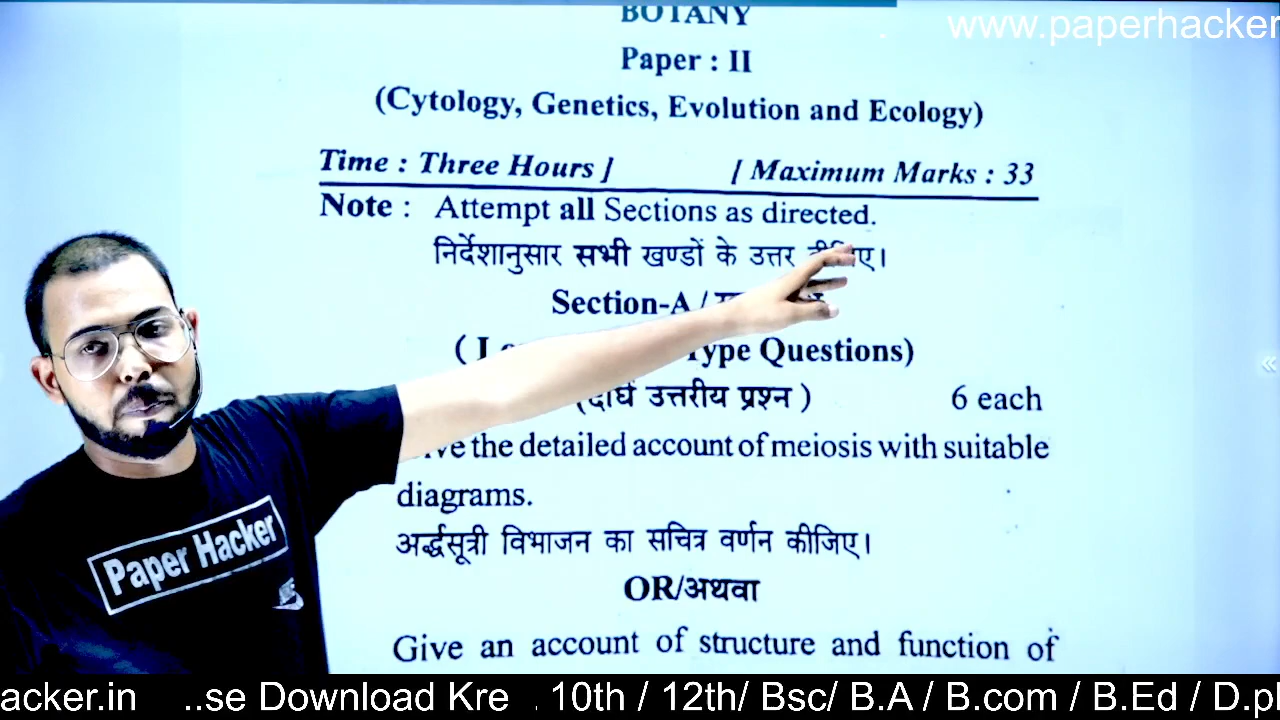 BOTANY
www.paperhacker
Paper : II
(Cytology, Genetics, Evolution and Ecology)
Time : Three Hours ] [ Maximum Marks : 33
Note : Attempt all Sections as directed.
निर्देशानुसार सभी खण्डों के उत्तर
Section-A /
Type Questions)
(दीर्घ उत्तरीय प्रश्न ) 6 each
the detailed account of meiosis with suitable
diagrams.
अर्द्धसूत्री विभाजन का सचित्र वर्णन कीजिए।
OR/अथवा
Give an account of structure and function of
Paper Hacker
acker.in ..se Download Kre . 10th / 12th/ Bsc/ B.A / B.com / B.Ed / D.p